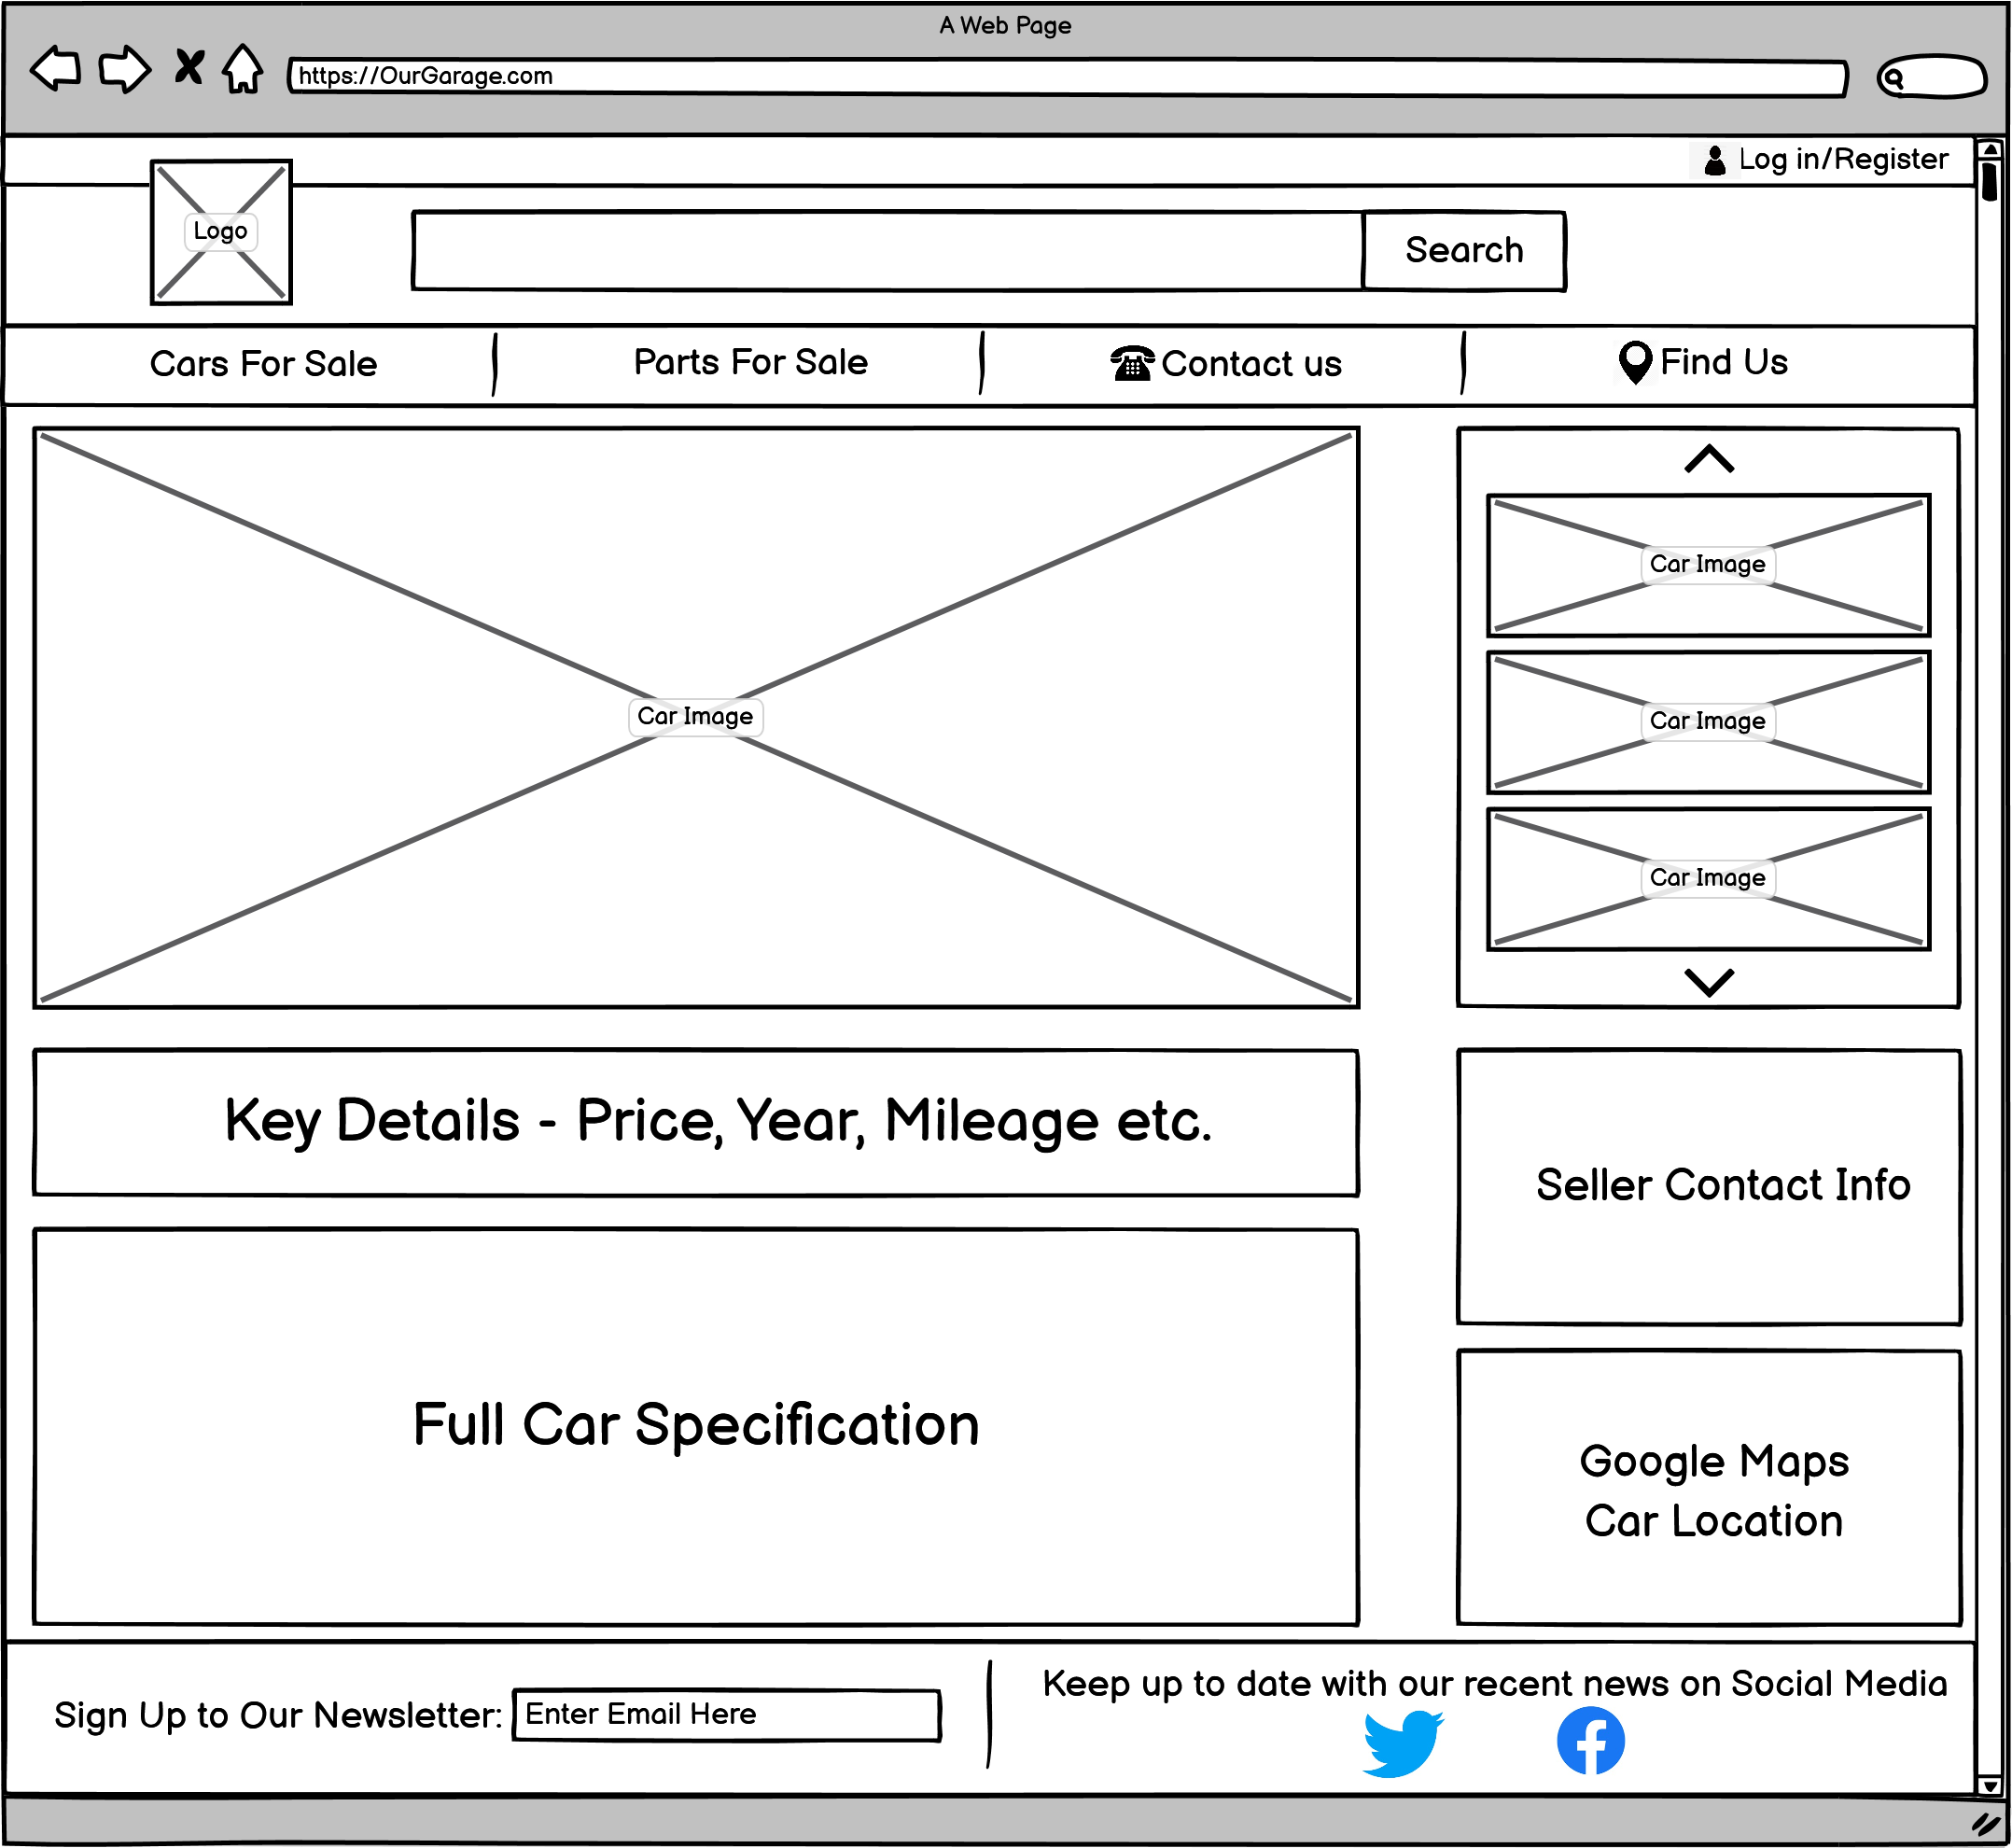 A Web Page
https://OurGarage.com
Log in/Register
Logo
Search
Cars For Sale
Parts For Sale
Contact us
Find Us
Car Image
Car Image
Car Image
Car Image
Key Details - Price, Year, Mileage etc.
Seller Contact Info
Full Car Specification
Google Maps
Car Location
Sign Up to Our Newsletter:
Enter Email Here
Keep up to date with our recent news on Social Media